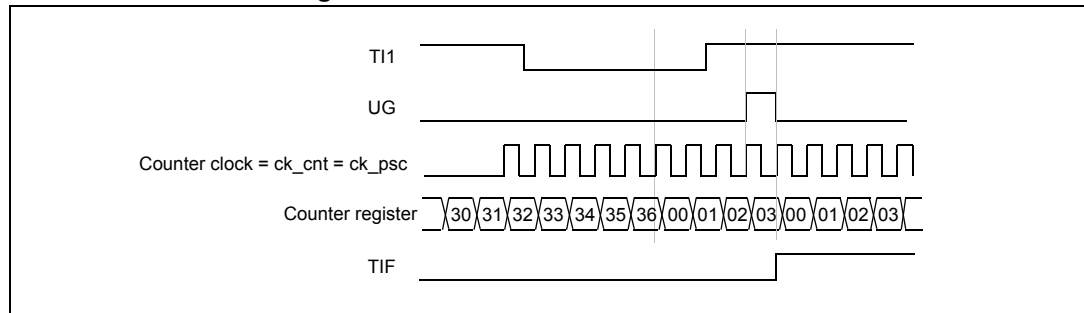 TI1
UG
Counter clock = ck_cnt = ck_psc
Counter register 30 31 32 33 34 35 36 00 01 02 03 00 01 02 03
TIF